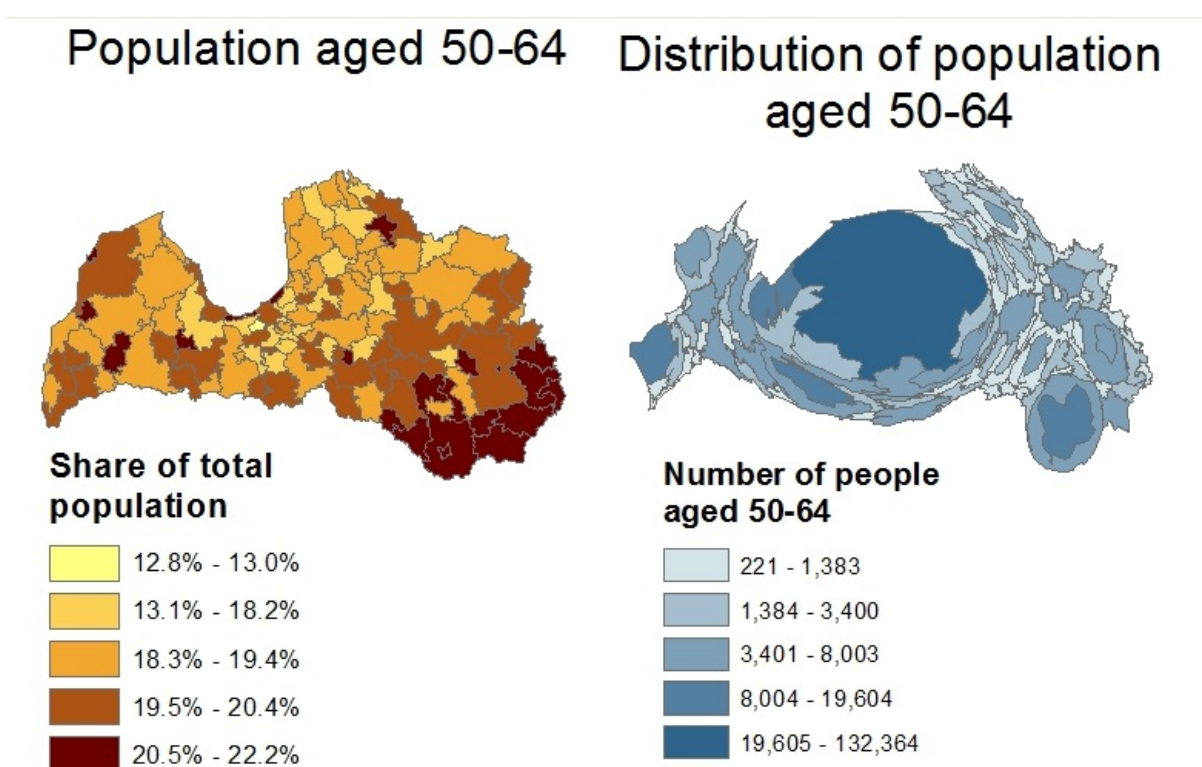 Population aged 50-64
Share of total
population
12.8% - 13.0%
13.1% - 18.2%
18.3% - 19.4%
19.5% - 20.4%
20.5% - 22.2%
Distribution of population
aged 50-64
Number of people
aged 50-64
221 - 1,383
1,384 - 3,400
3,401 - 8,003
8,004 - 19,604
19,605 - 132,364